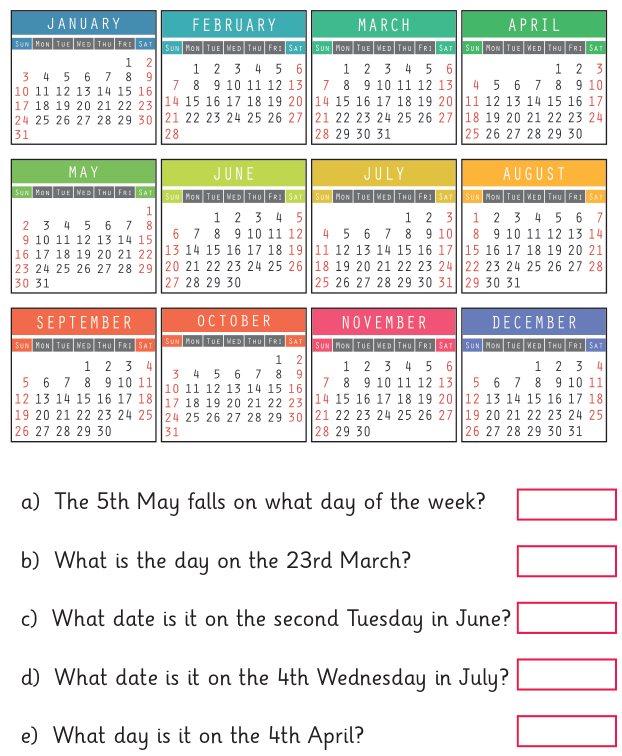 JANUARY
SUN MON TUE WED THU FRI SAT
1 2
3 4 5 6 7 8 9
10 11 12 13 14 15 16
17 18 19 20 21 22 23
24 25 26 27 28 29 30
31
FEBRUARY
SUN MON TUE WED THU FRI SAT
1 2 3 4 5 6
7 8 9 10 11 12 13
14 15 16 17 18 19 20
21 22 23 24 25 26 27
28
MARCH
SUN MON TUE WED THU FRI SAT
1 2 3 4 5 6
7 8 9 10 11 12 13
14 15 16 17 18 19 20
21 22 23 24 25 26 27
28 29 30 31
APRIL
SUN MON TUE WED THU FRI SAT
1 2 3
4 5 6 7 8 9 10
11 12 13 14 15 16 17
18 19 20 21 22 23 24
25 26 27 28 29 30
MAY
SUN MON TUE WED THU FRI SAT
1
2 3 4 5 6 7 8
9 10 11 12 13 14 15
16 17 18 19 20 21 22
23 24 25 26 27 28 29
30 31
JUNE
SUN MON TUE WED THU FRI SAT
1 2 3 4 5
6 7 8 9 10 11 12
13 14 15 16 17 18 19
20 21 22 23 24 25 26
27 28 29 30
JULY
SUN MON TUE WED THU FRI SAT
1 2 3
4 5 6 7 8 9 10
11 12 13 14 15 16 17
18 19 20 21 22 23 24
25 26 27 28 29 30 31
AUGUST
SUN MON TUE WED THU FRI SAT
1 2 3 4 5 6 7
8 9 10 11 12 13 14
15 16 17 18 19 20 21
22 23 24 25 26 27 28
29 30 31
SEPTEMBER
SUN MON TUE WED THU FRI SAT
1 2 3 4
5 6 7 8 9 10 11
12 13 14 15 16 17 18
19 20 21 22 23 24 25
26 27 28 29 30
OCTOBER
SUN MON TUE WED THU FRI SAT
1 2
3 4 5 6 7 8 9
10 11 12 13 14 15 16
17 18 19 20 21 22 23
24 25 26 27 28 29 30
31
NOVEMBER
SUN MON TUE WED THU FRI SAT
1 2 3 4 5 6
7 8 9 10 11 12 13
14 15 16 17 18 19 20
21 22 23 24 25 26 27
28 29 30
DECEMBER
SUN MON TUE WED THU FRI SAT
1 2 3 4
5 6 7 8 9 10 11
12 13 14 15 16 17 18
19 20 21 22 23 24 25
26 27 28 29 30 31
a) The 5th May falls on what day of the week?
b) What is the day on the 23rd March?
c) What date is it on the second Tuesday in June?
d) What date is it on the 4th Wednesday in July?
e) What day is it on the 4th April?